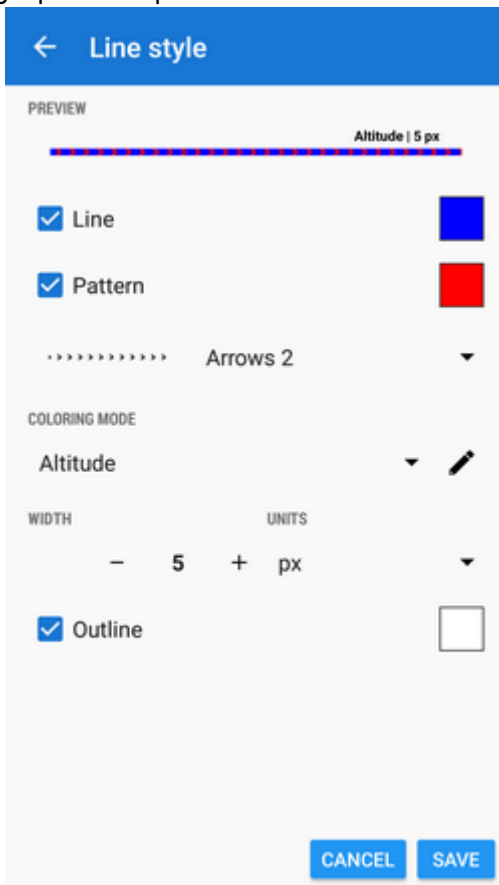 Line style
PREVIEW
Altitude | 5 px
Line
Pattern
Arrows 2
COLORING MODE
Altitude
WIDTH UNITS
− 5 + px
Outline
CANCEL SAVE